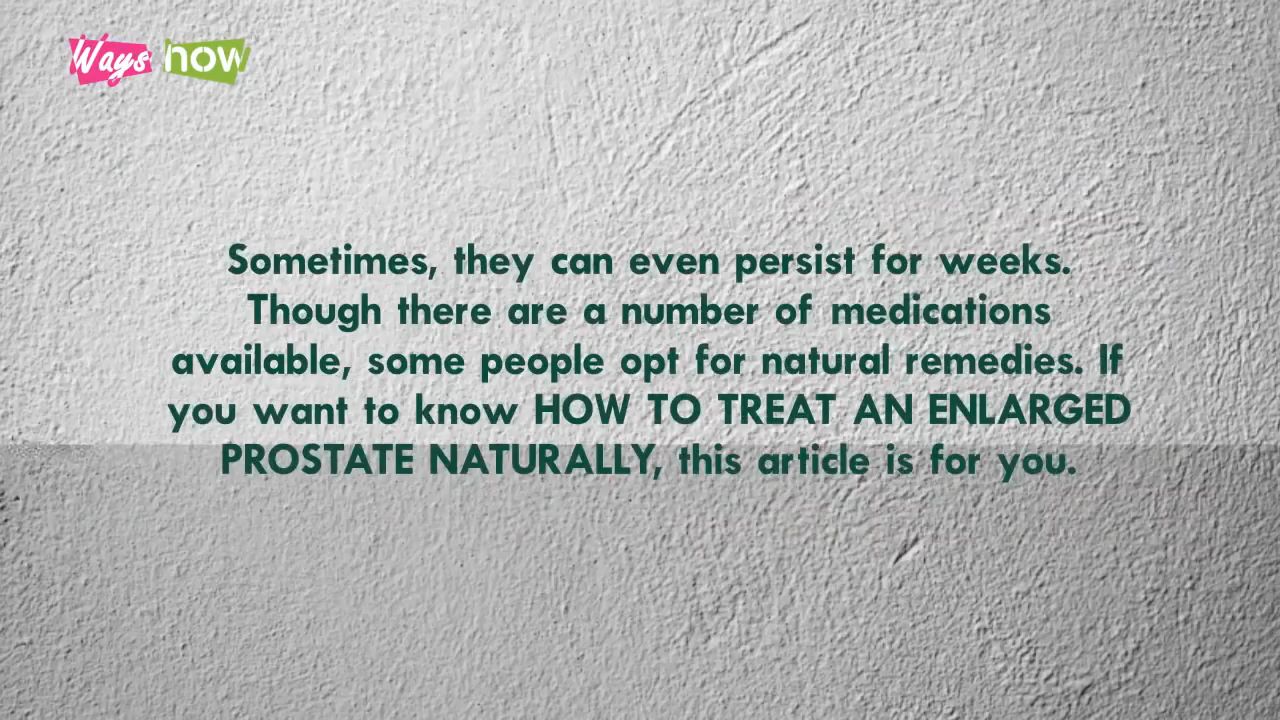 Ways now
Sometimes, they can even persist for weeks.
Though there are a number of medications
available, some people opt for natural remedies. If
you want to know HOW TO TREAT AN ENLARGED
PROSTATE NATURALLY, this article is for you.